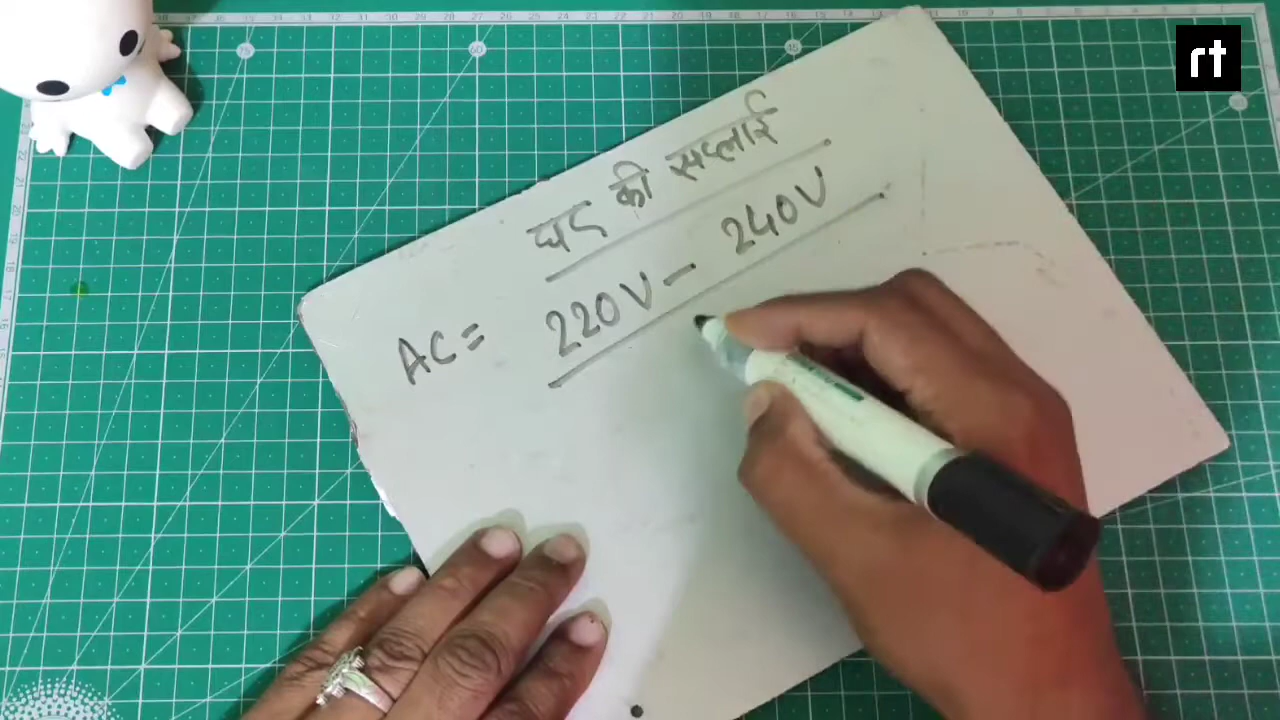 घर की सप्लाई
AC = 220V - 240V
rt